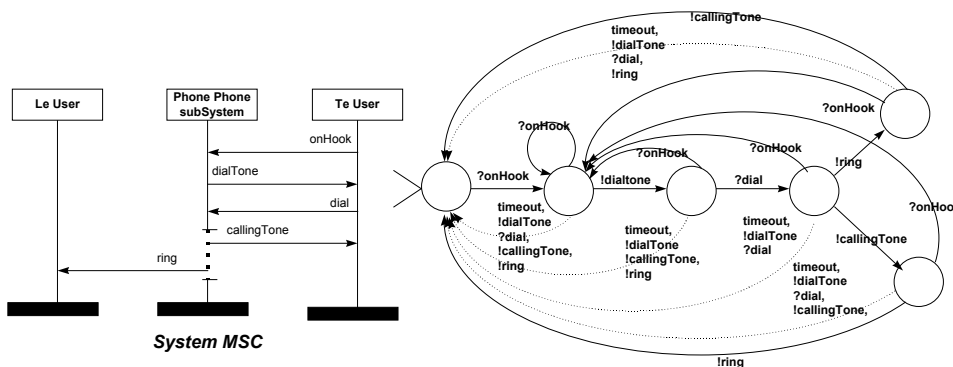 Le User
Phone Phone
subSystem
Te User
onHook
dialTone
dial
callingTone
ring
System MSC
!callingTone
timeout,
!dialTone
?dial,
!ring
?onHook
?onHook
?onHook
?onHook
!ring
?onHook
!dialtone
?dial
?onHook
!callingTone
timeout,
!dialTone
?dial,
!callingTone,
!ring
timeout,
!dialTone
!callingTone,
!ring
timeout,
!dialTone
?dial
timeout,
!dialTone
?dial,
!callingTone,
!ring